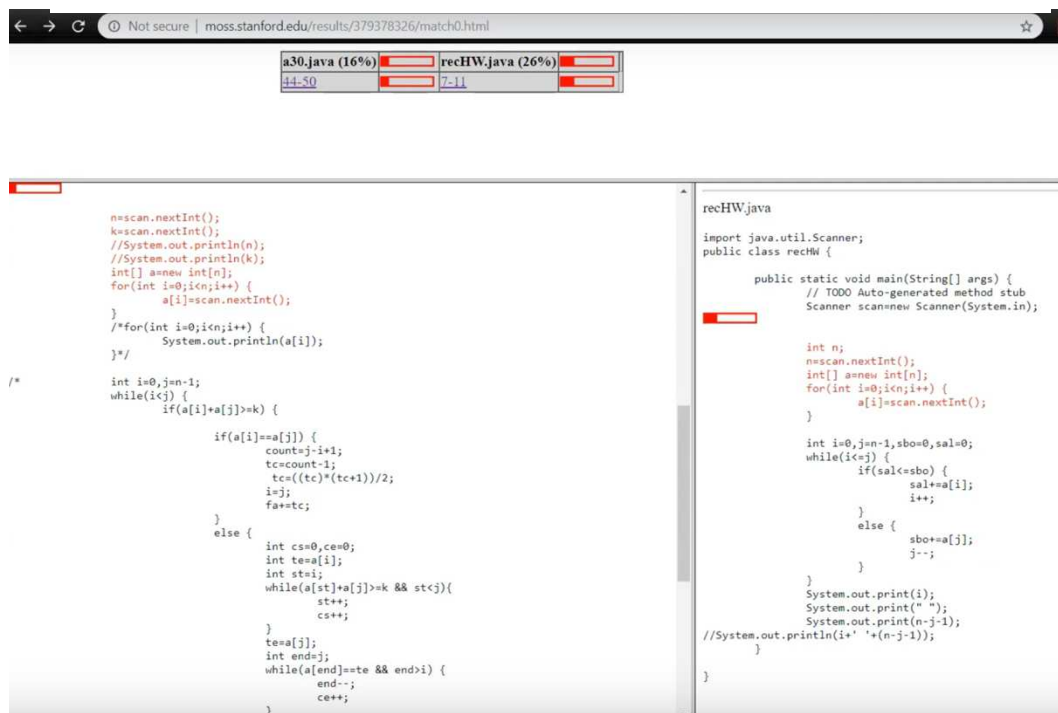 Not secure | moss.stanford.edu/results/379378326/match0.html
a30.java (16%) recHW.java (26%)
44-50 7-11
n=scan.nextInt();
k=scan.nextInt();
//System.out.println(n);
//System.out.println(k);
int[] a=new int[n];
for(int i=0;i<n;i++) {
a[i]=scan.nextInt();
}
/*for(int i=0;i<n;i++) {
System.out.println(a[i]);
}*/
/* int i=0,j=n-1;
while(i<j) {
if(a[i]+a[j]>=k) {
if(a[i]==a[j]) {
count=j-i+1;
tc=count-1;
tc=((tc)*(tc+1))/2;
i=j;
fa+=tc;
}
else {
int cs=0,ce=0;
int te=a[i];
int st=i;
while(a[st]+a[j]>=k && st<j){
st++;
cs++;
}
te=a[j];
int end=j;
while(a[end]==te && end>i) {
end--;
ce++;
}
recHW.java
import java.util.Scanner;
public class recHW {
public static void main(String[] args) {
// TODO Auto-generated method stub
Scanner scan=new Scanner(System.in);
int n;
n=scan.nextInt();
int[] a=new int[n];
for(int i=0;i<n;i++) {
a[i]=scan.nextInt();
}
int i=0,j=n-1,sbo=0,sal=0;
while(i<=j) {
if(sal<=sbo) {
sal+=a[i];
i++;
}
else {
sbo+=a[j];
j--;
}
}
System.out.print(i);
System.out.print(" ");
System.out.print(n-j-1);
//System.out.println(i+' '+(n-j-1));
}
}